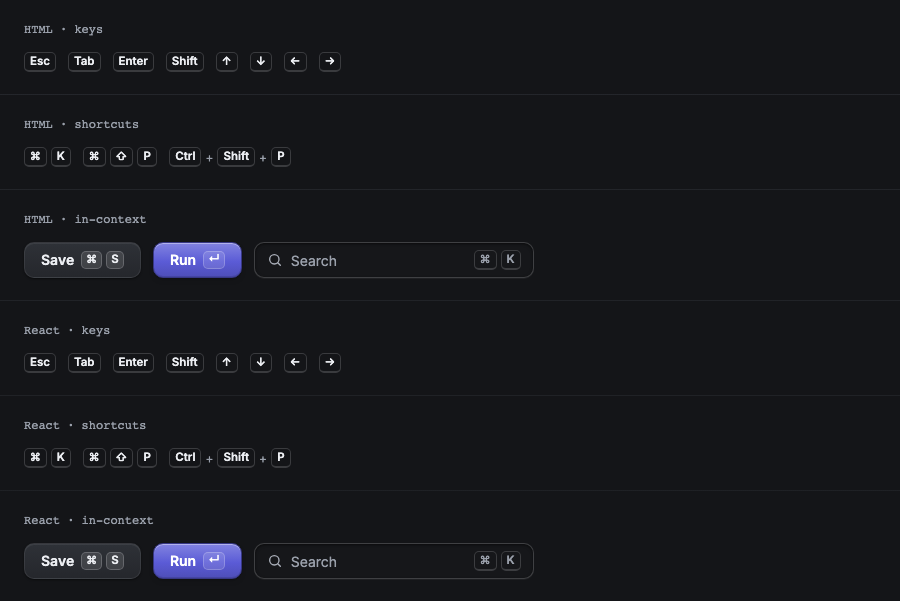 HTML · keys
Esc Tab Enter Shift ↑ ↓ ← →
HTML · shortcuts
⌘ K ⌘ ⇧ P Ctrl + Shift + P
HTML · in-context
Save ⌘ S Run ↵ Search ⌘ K
React · keys
Esc Tab Enter Shift ↑ ↓ ← →
React · shortcuts
⌘ K ⌘ ⇧ P Ctrl + Shift + P
React · in-context
Save ⌘ S Run ↵ Search ⌘ K